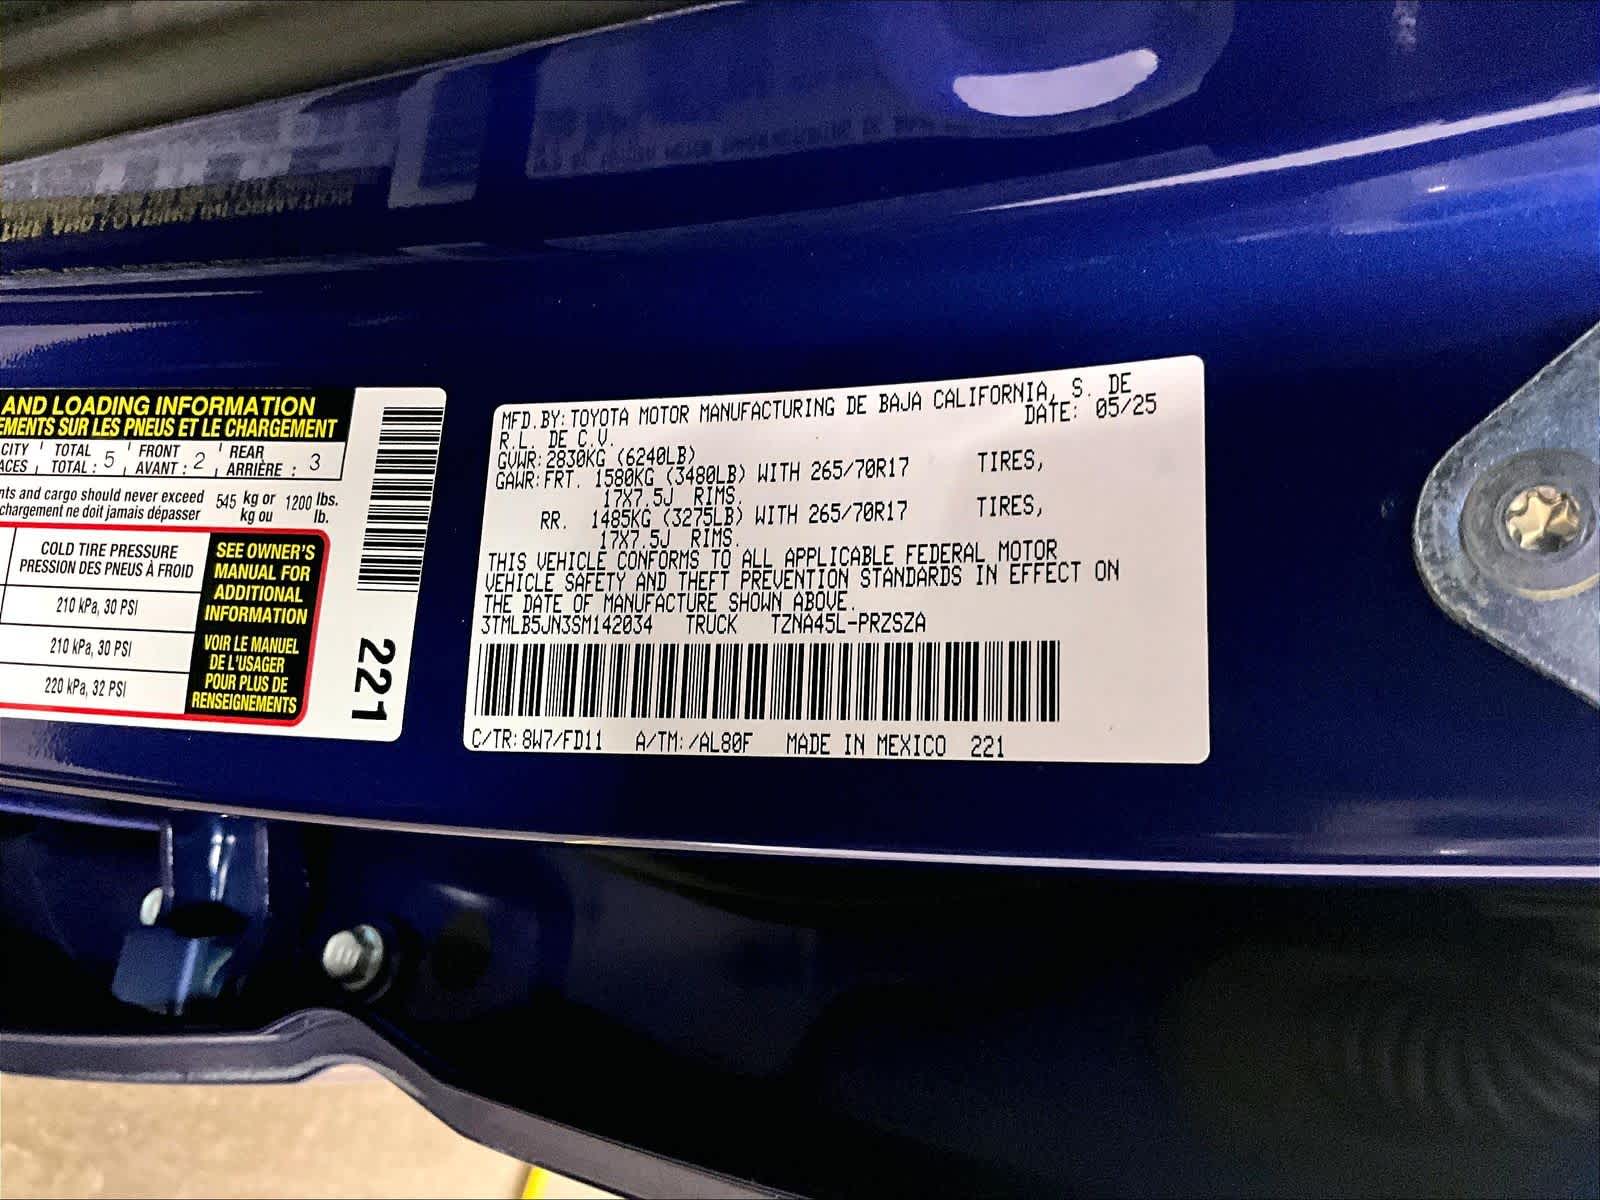 AND LOADING INFORMATION
EMENTS SUR LES PNEUS ET LE CHARGEMENT
CITY TOTAL FRONT REAR
ACES TOTAL : 5 AVANT : 2 ARRIÈRE : 3
nts and cargo should never exceed 545 kg or 1200 lbs.
chargement ne doit jamais dépasser kg ou lb.
COLD TIRE PRESSURE
PRESSION DES PNEUS À FROID
210 kPa, 30 PSI
210 kPa, 30 PSI
220 kPa, 32 PSI
SEE OWNER'S
MANUAL FOR
ADDITIONAL
INFORMATION
VOIR LE MANUEL
DE L'USAGER
POUR PLUS DE
RENSEIGNEMENTS
221
MFD.BY:TOYOTA MOTOR MANUFACTURING DE BAJA CALIFORNIA, S. DE
R.L. DE C.V. DATE: 05/25
GVWR:2830KG (6240LB)
GAWR:FRT. 1580KG (3480LB) WITH 265/70R17 TIRES,
17X7.5J RIMS.
RR. 1485KG (3275LB) WITH 265/70R17 TIRES,
17X7.5J RIMS.
THIS VEHICLE CONFORMS TO ALL APPLICABLE FEDERAL MOTOR
VEHICLE SAFETY AND THEFT PREVENTION STANDARDS IN EFFECT ON
THE DATE OF MANUFACTURE SHOWN ABOVE.
3TMLB5JN3SM142034 TRUCK TZNA45L-PRZSZA
C/TR:8W7/FD11 A/TM:/AL80F MADE IN MEXICO 221